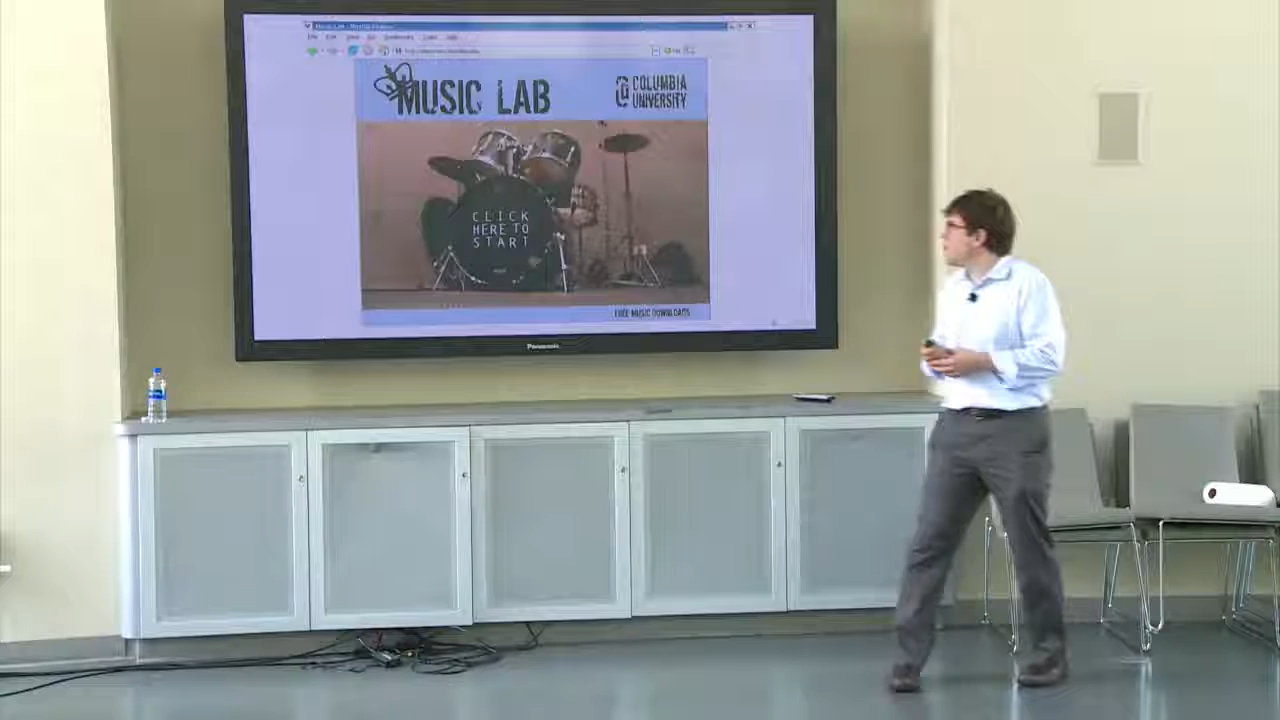 MUSIC LAB
@ COLUMBIA
UNIVERSITY
CLICK
HERE TO
START
FREE MUSIC DOWNLOADS
Panasonic